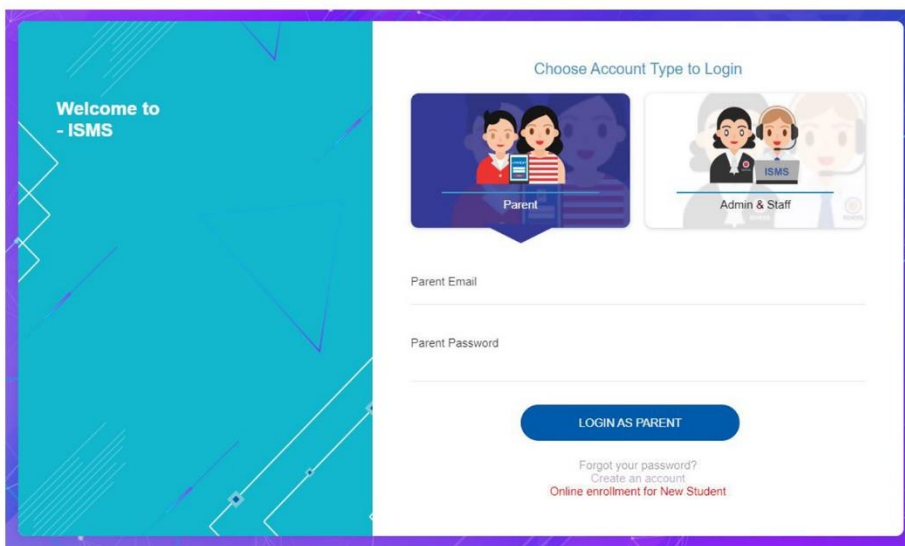 Welcome to
- ISMS
Choose Account Type to Login
ISMS
Parent
Admin & Staff
Parent Email
Parent Password
LOGIN AS PARENT
Forgot your password?
Create an account
Online enrollment for New Student